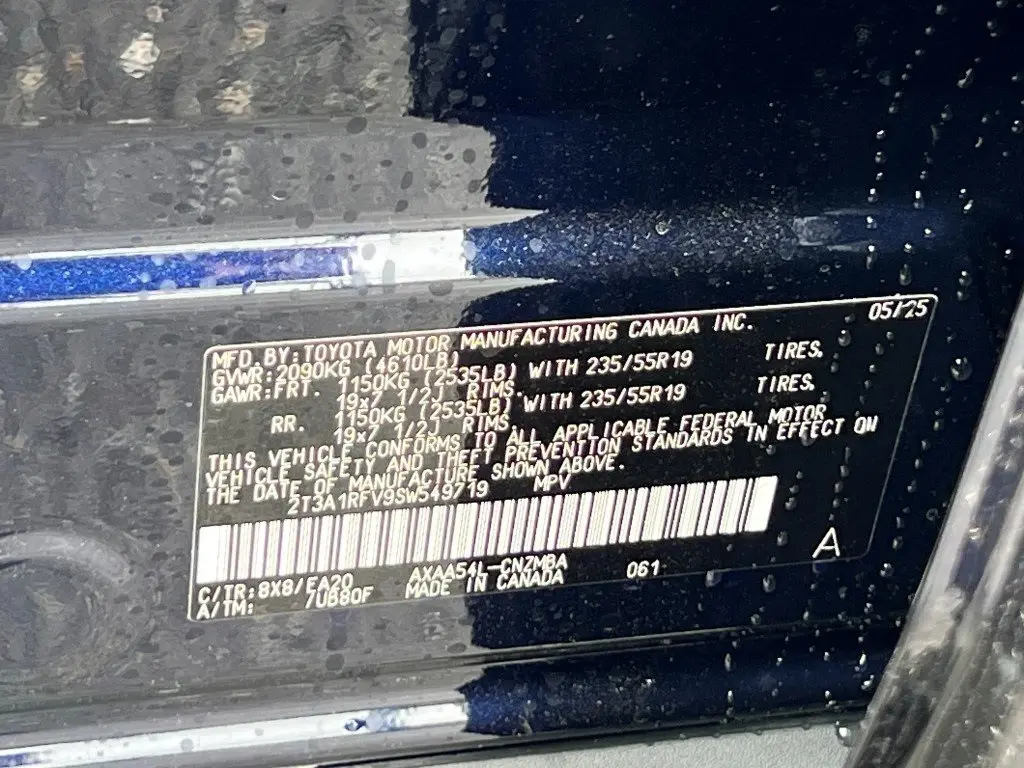 05/25
MFD. BY: TOYOTA MOTOR MANUFACTURING CANADA INC.
GVWR: 2090KG (4610LB)
GAWR: FRT. 1150KG (2535LB) WITH 235/55R19 TIRES,
19x7 1/2J RIMS,
RR. 1150KG (2535LB) WITH 235/55R19 TIRES,
19x7 1/2J RIMS,
THIS VEHICLE CONFORMS TO ALL APPLICABLE FEDERAL MOTOR
VEHICLE SAFETY AND THEFT PREVENTION STANDARDS IN EFFECT ON
THE DATE OF MANUFACTURE SHOWN ABOVE.
2T3A1RFV9SW549719 MPV
C/TR: 8X8/EA20 AXAA54L-CNZMBA 061 A
A/TM: /UB80F MADE IN CANADA